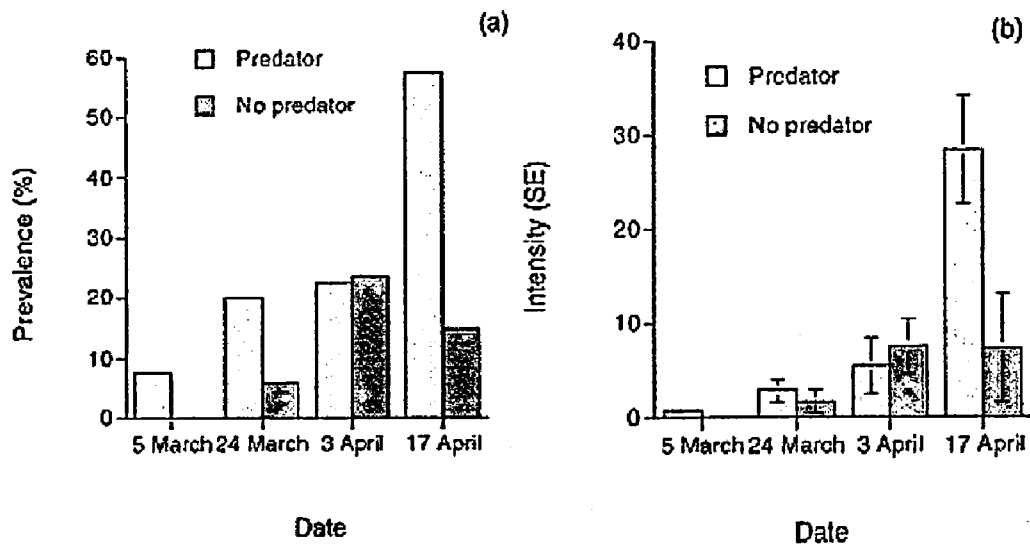 (a)
Predator
No predator
60
50
40
30
20
10
0
Prevalence (%)
5 March 24 March 3 April 17 April
Date
(b)
Predator
No predator
40
30
20
10
0
Intensity (SE)
5 March 24 March 3 April 17 April
Date